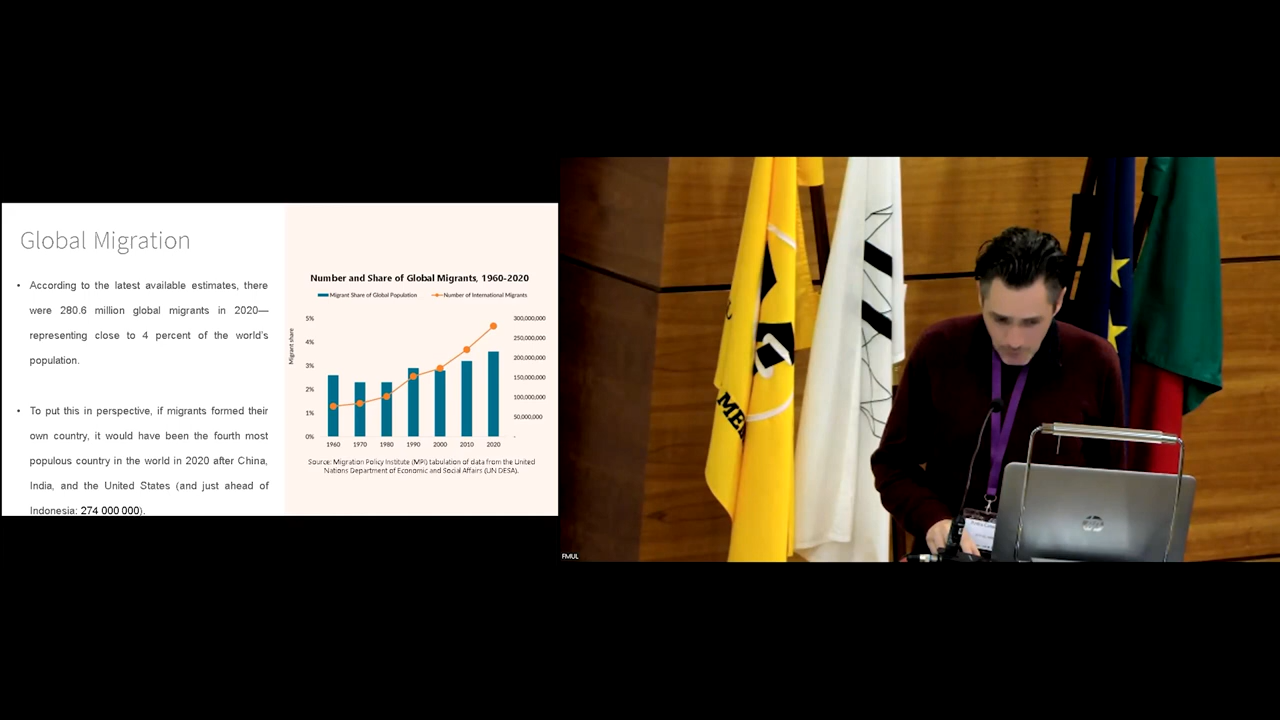 Global Migration
• According to the latest available estimates, there
were 280.6 million global migrants in 2020—
representing close to 4 percent of the world's
population.
• To put this in perspective, if migrants formed their
own country, it would have been the fourth most
populous country in the world in 2020 after China,
India, and the United States (and just ahead of
Indonesia: 274 000 000).
Number and Share of Global Migrants, 1960-2020
Migrant Share of Global Population
Number of International Migrants
Migrant share
5%
4%
3%
2%
1%
0%
300,000,000
250,000,000
200,000,000
150,000,000
100,000,000
50,000,000
-
1960 1970 1980 1990 2000 2010 2020
Source: Migration Policy Institute (MPI) tabulation of data from the United
Nations Department of Economic and Social Affairs (UN DESA).
FMUL
hp